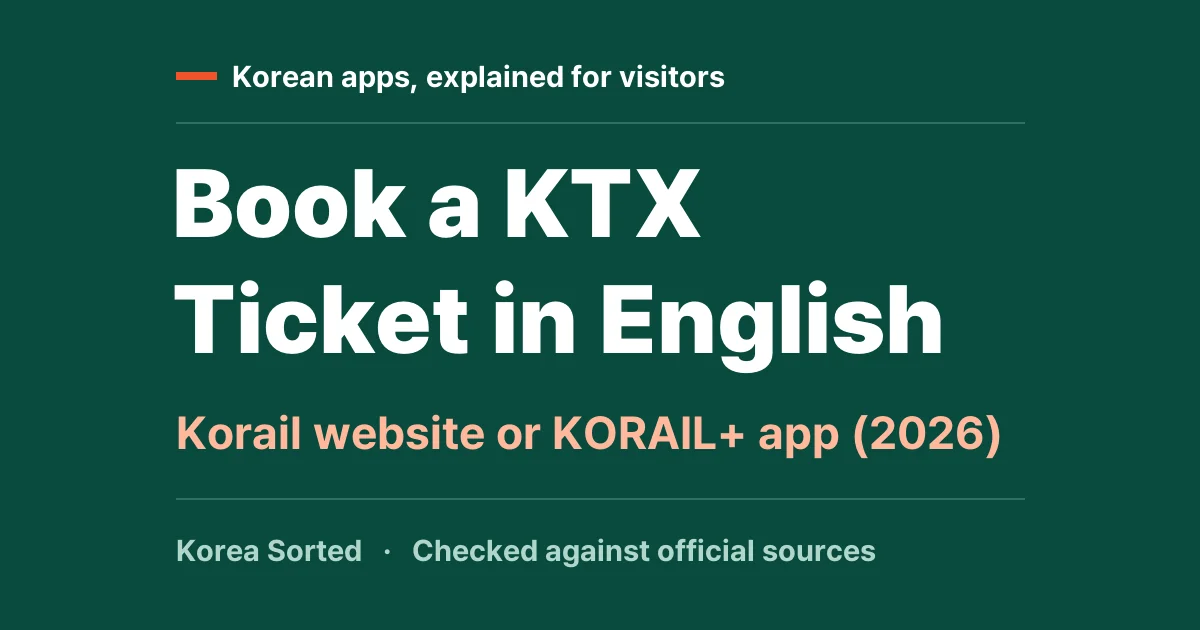 Korean apps, explained for visitors
Book a KTX
Ticket in English
Korail website or KORAIL+ app (2026)
Korea Sorted · Checked against official sources